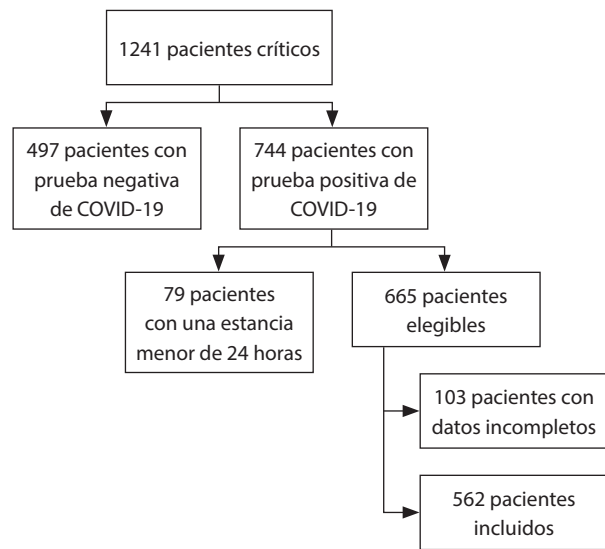 1241 pacientes críticos
497 pacientes con
prueba negativa
de COVID-19
744 pacientes con
prueba positiva de
COVID-19
79 pacientes
con una estancia
menor de 24 horas
665 pacientes
elegibles
103 pacientes con
datos incompletos
562 pacientes
incluidos